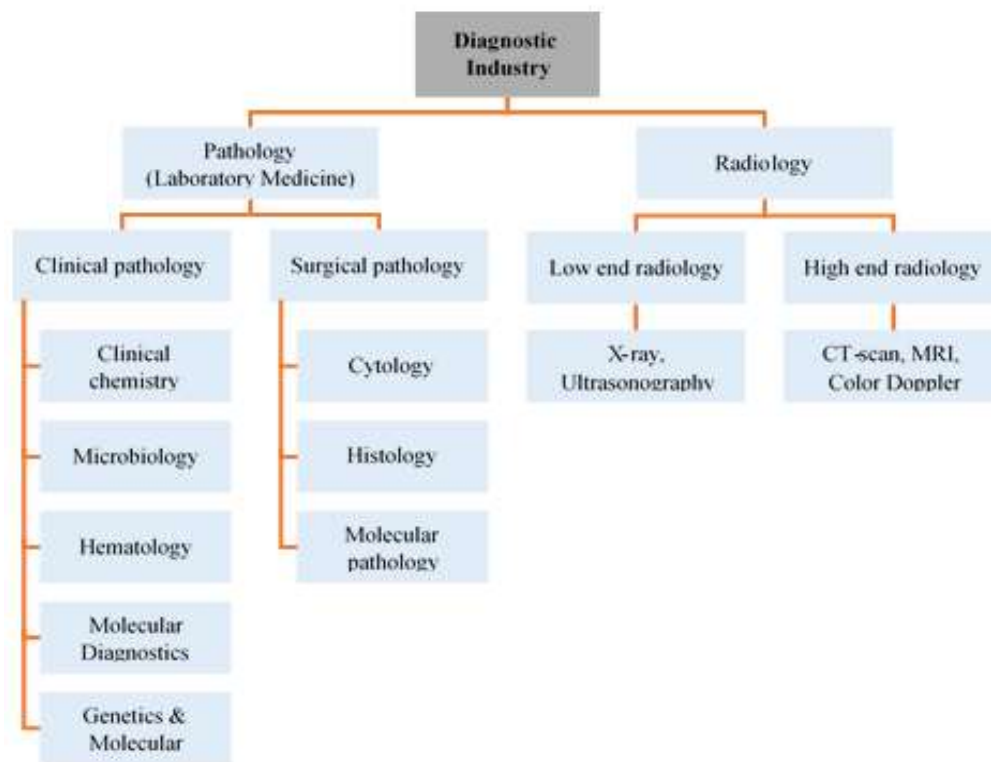 Diagnostic
Industry
Pathology
(Laboratory Medicine)
Radiology
Clinical pathology
Surgical pathology
Low end radiology
High end radiology
Clinical
chemistry
Cytology
X-ray,
Ultrasonography
CT-scan, MRI,
Color Doppler
Microbiology
Histology
Hematology
Molecular
pathology
Molecular
Diagnostics
Genetics &
Molecular